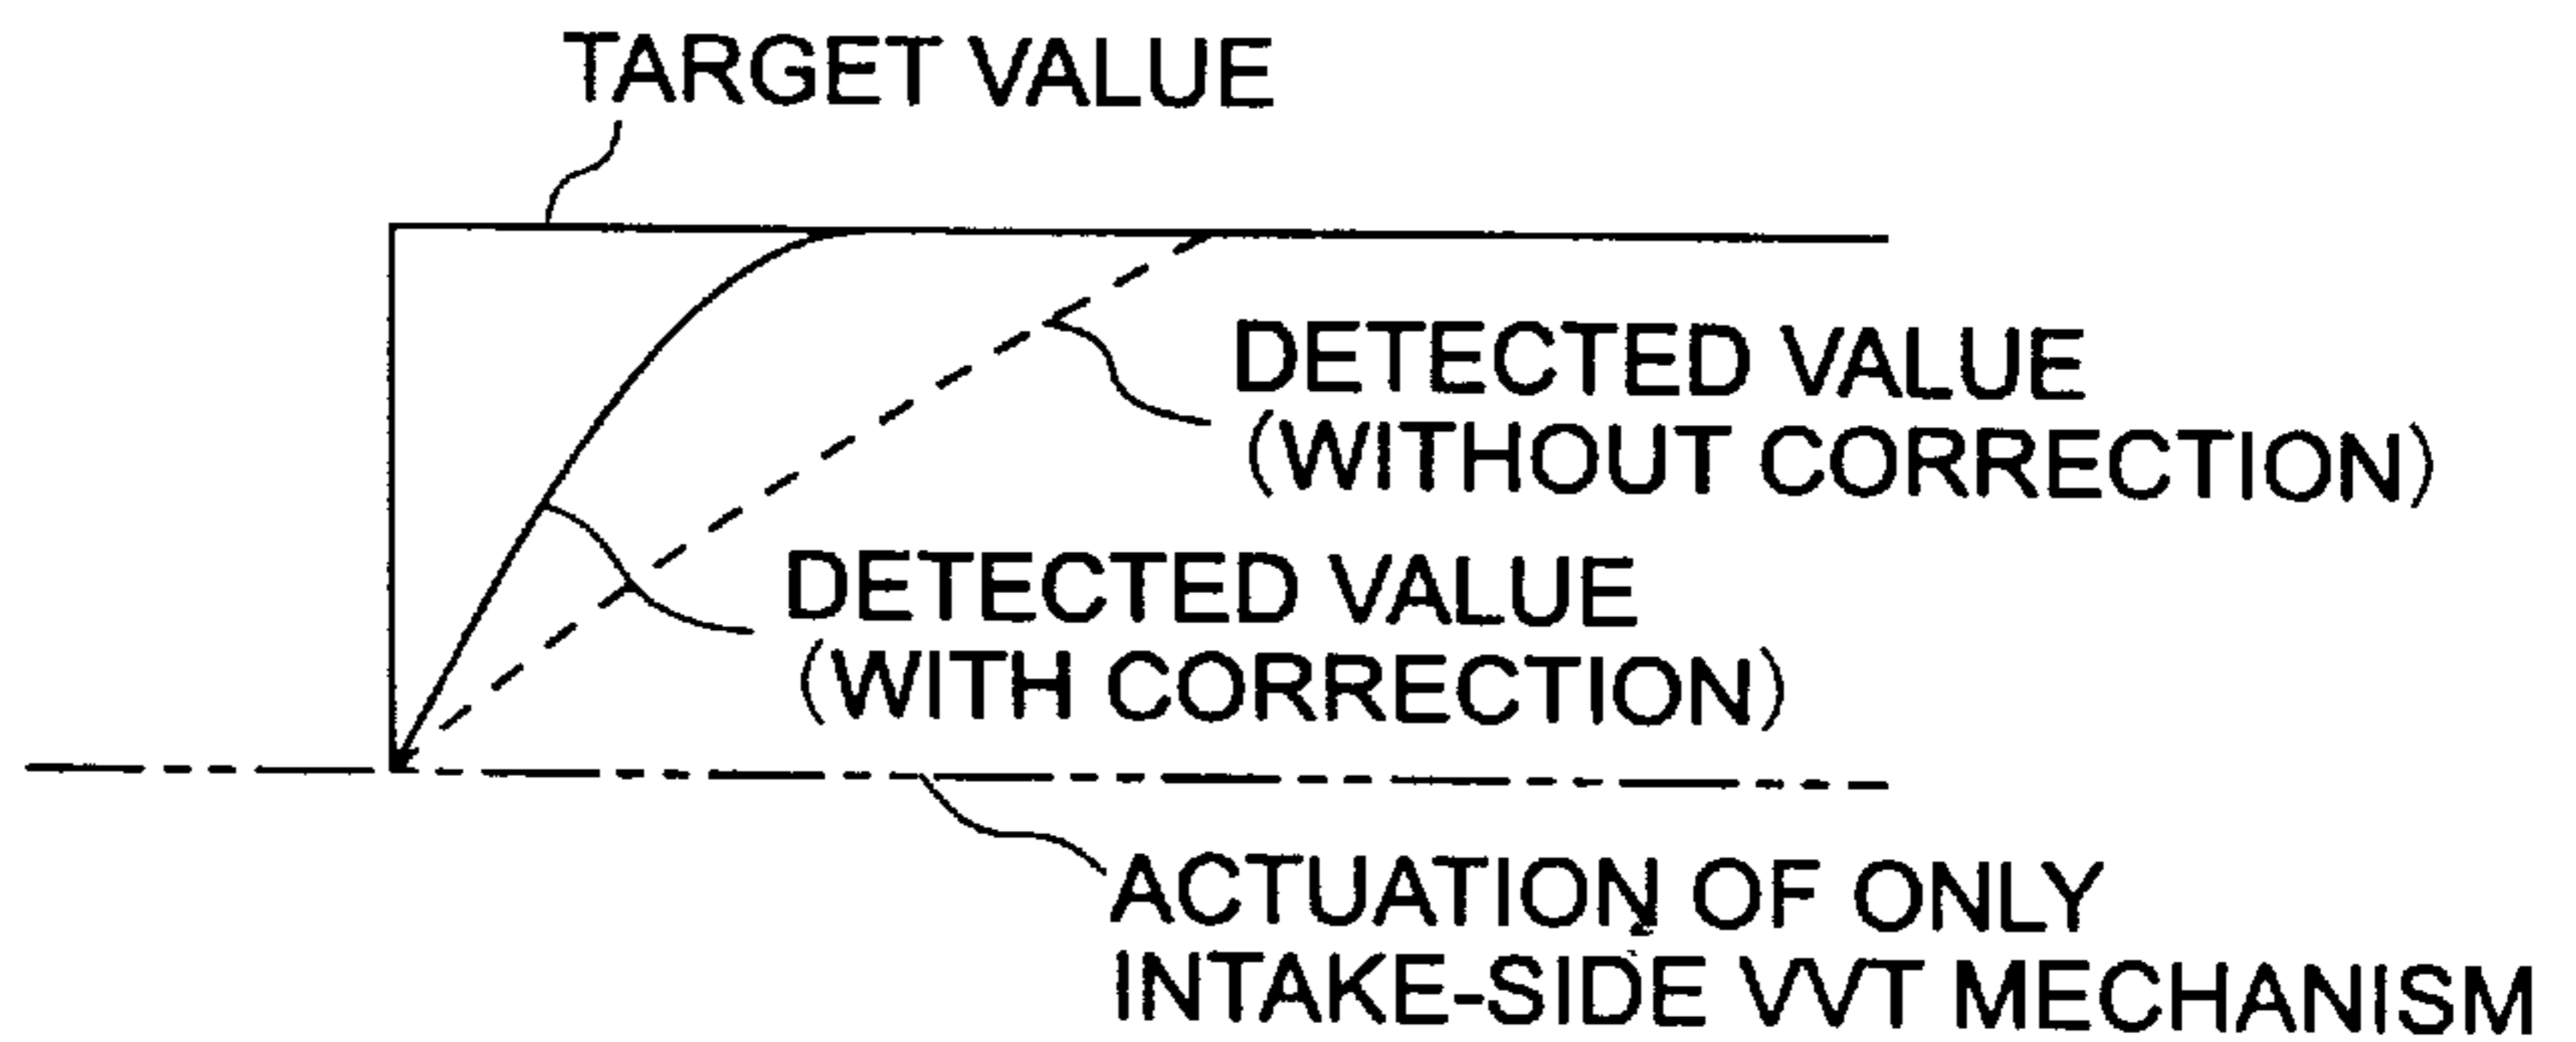 TARGET VALUE
DETECTED VALUE
(WITHOUT CORRECTION)
DETECTED VALUE
(WITH CORRECTION)
ACTUATION OF ONLY
INTAKE-SIDE VVT MECHANISM